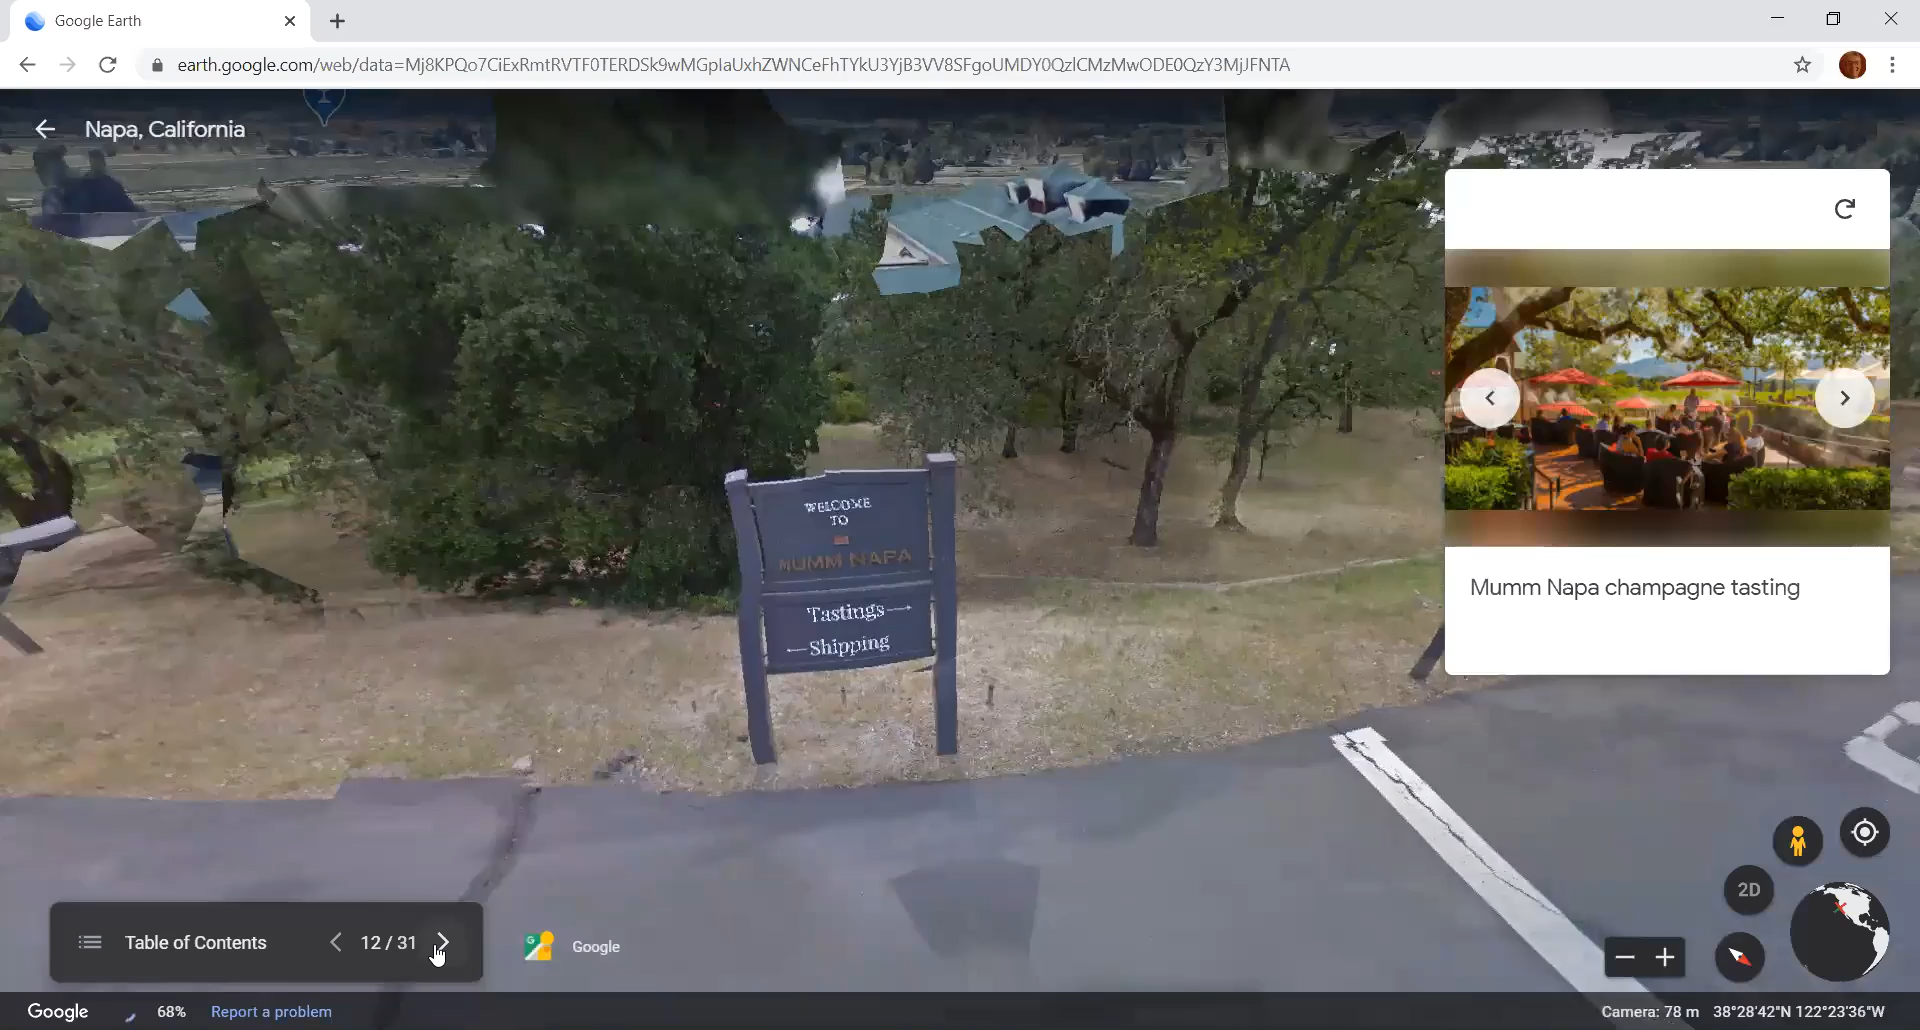 Google Earth
earth.google.com/web/data=Mj8KPQo7CiExRmtRVTF0TERDSk9wMGplaUxhZWNCeFhTYkU3YjB3VV8SFgoUMDY0QzlCMzMwODE0QzY3MjJFNTA
Napa, California
WELCOME
TO
MUMM NAPA
Tastings
Shipping
Mumm Napa champagne tasting
2D
Table of Contents
12 / 31
Google
Google
68%
Report a problem
Camera: 78 m 38°28'42"N 122°23'36"W